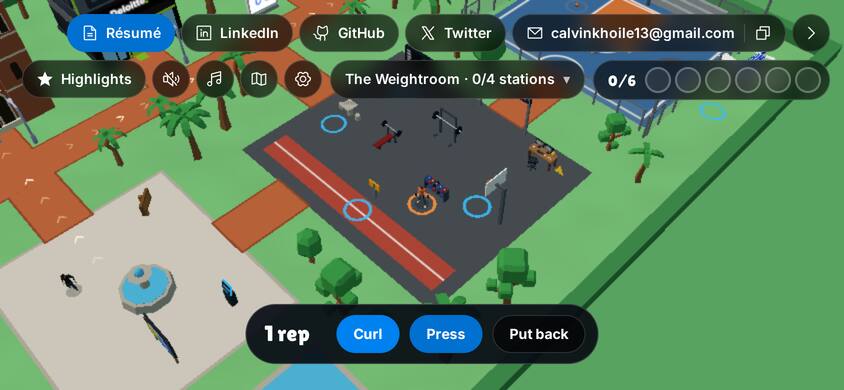 Deloitte
Résumé
LinkedIn
GitHub
Twitter
calvinkhoile13@gmail.com
Highlights
The Weightroom · 0/4 stations
0/6
1 rep
Curl
Press
Put back